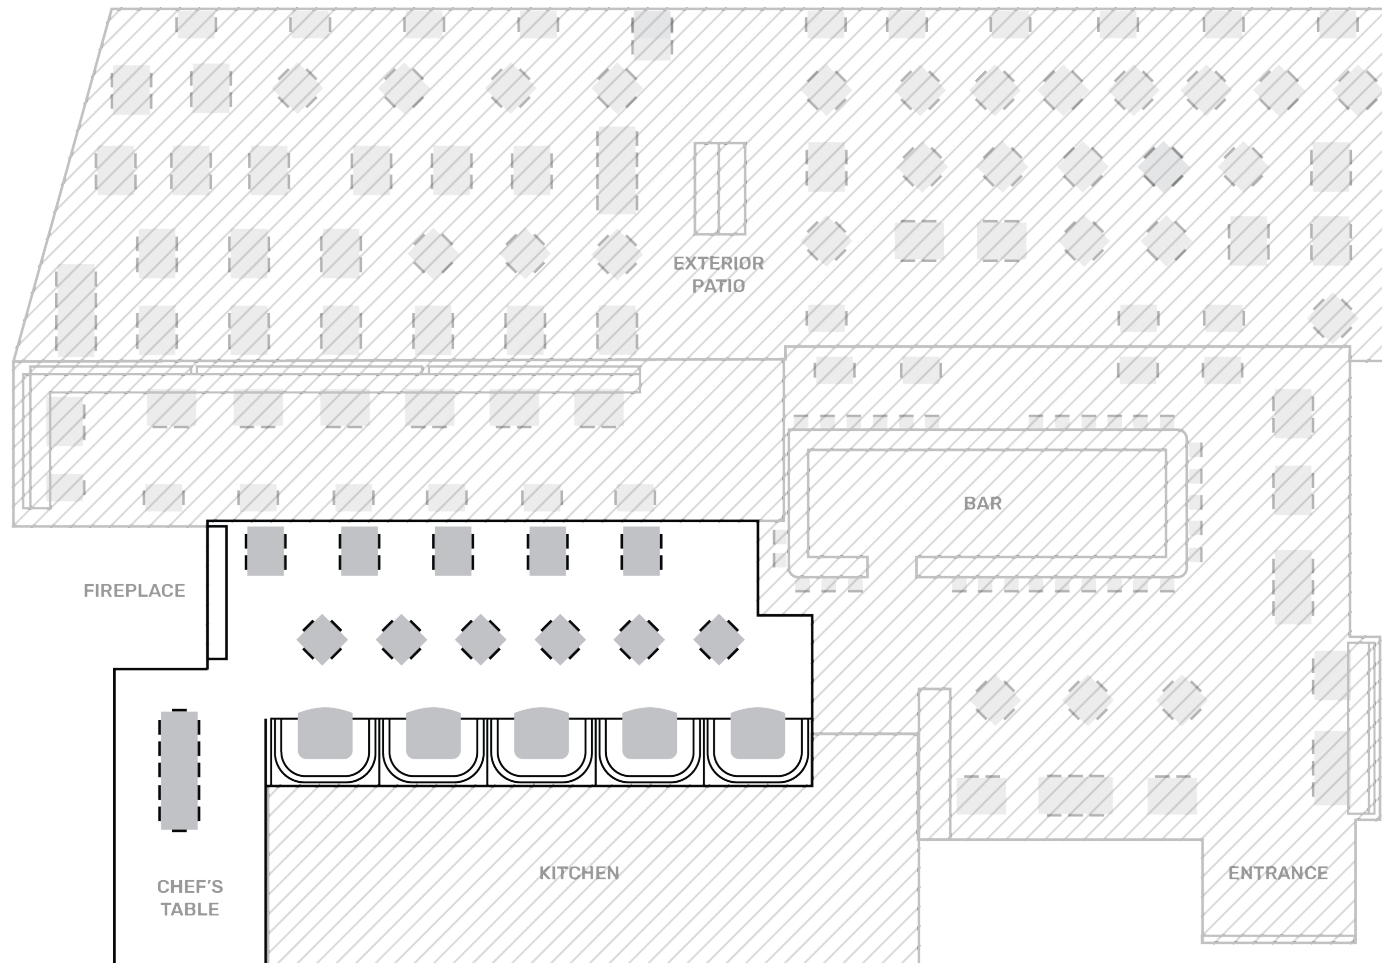 EXTERIOR
PATIO
BAR
FIREPLACE
CHEF'S
TABLE
KITCHEN
ENTRANCE